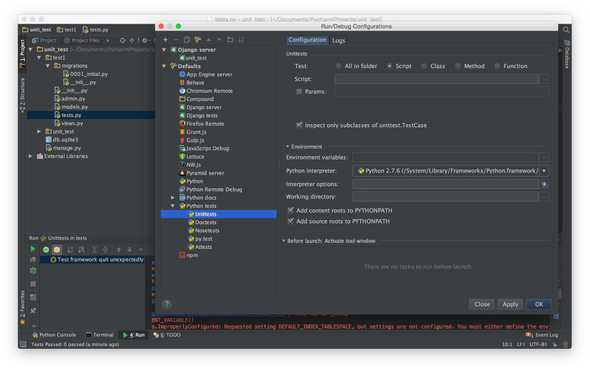 tests.py - unit_test - [~/Documents/PycharmProjects/unit_test]
unit_test
test1
tests.py
Project
Project Files
unit_test
test1
migrations
0001_initial.py
__init__.py
__init__.py
admin.py
models.py
tests.py
views.py
unit_test
db.sqlite3
manage.py
External Libraries
1: Project
Z: Structure
2: Favorites
Database
Run
Unittests in tests
Test framework quit unexpectedly
Run/Debug Configurations
Django server
unit_test
Defaults
App Engine server
Behave
Chromium Remote
Compound
Django server
Django tests
Firefox Remote
Grunt.js
Gulp.js
JavaScript Debug
Lettuce
NW.js
Pyramid server
Python
Python Remote Debug
Python docs
Python tests
Unittests
Doctests
Nosetests
py.test
Attests
npm
Configuration
Logs
Unittests
Test:
All in folder
Script
Class
Method
Function
Script:
Params:
Inspect only subclasses of unittest.TestCase
Environment
Environment variables:
Python interpreter:
Python 2.7.6 (/System/Library/Frameworks/Python.framework/
Interpreter options:
Working directory:
Add content roots to PYTHONPATH
Add source roots to PYTHONPATH
Before launch: Activate tool window
There are no tasks to run before launch
Close
Apply
OK
ENT_VARIABLE))
s.ImproperlyConfigured: Requested setting DEFAULT_INDEX_TABLESPACE, but settings are not configured. You must either define the env
Python Console
Terminal
4: Run
6: TODO
Event Log
Tests Passed: 0 passed (a minute ago)
10:1
LF
UTF-8